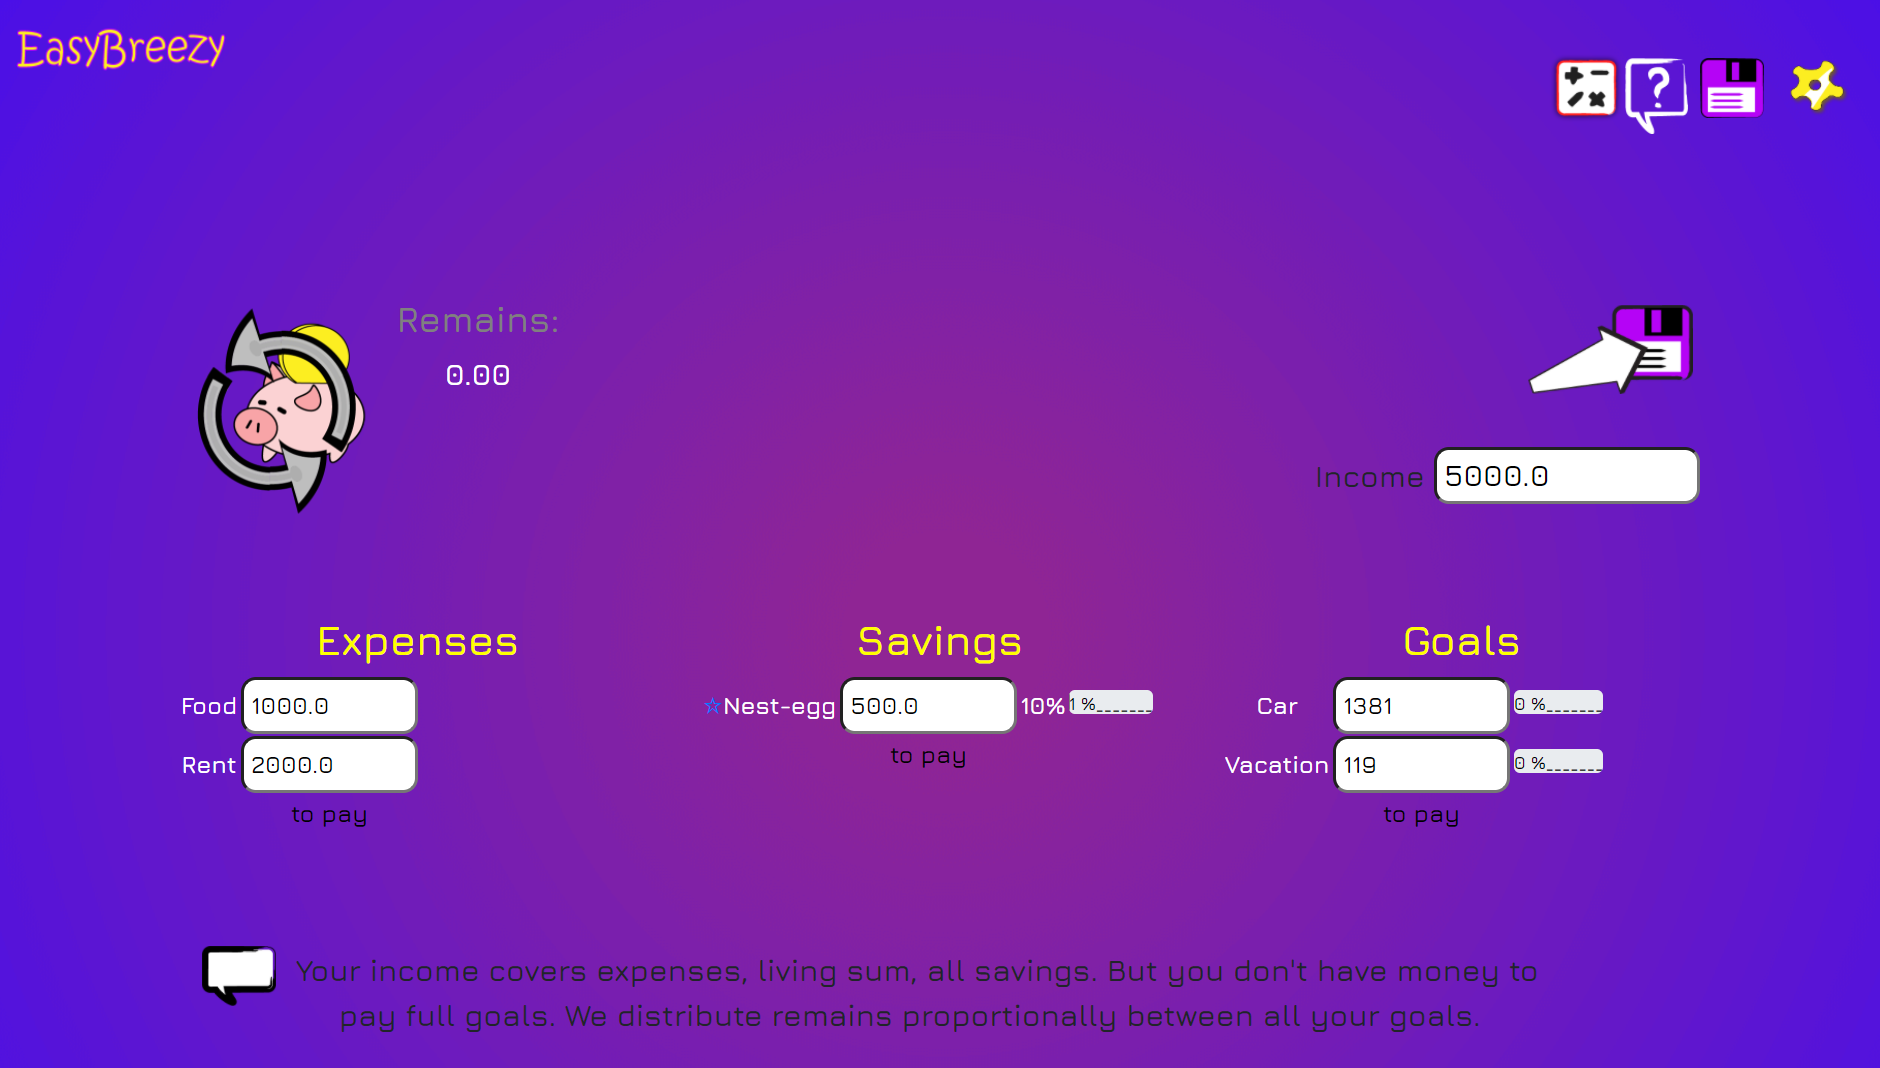 EasyBreezy
?
Remains:
0.00
Income 5000.0
Expenses
Food 1000.0
Rent 2000.0
to pay
Savings
☆Nest-egg 500.0 10% 1 %_______
to pay
Goals
Car 1381 0 %_______
Vacation 119 0 %_______
to pay
Your income covers expenses, living sum, all savings. But you don't have money to
pay full goals. We distribute remains proportionally between all your goals.